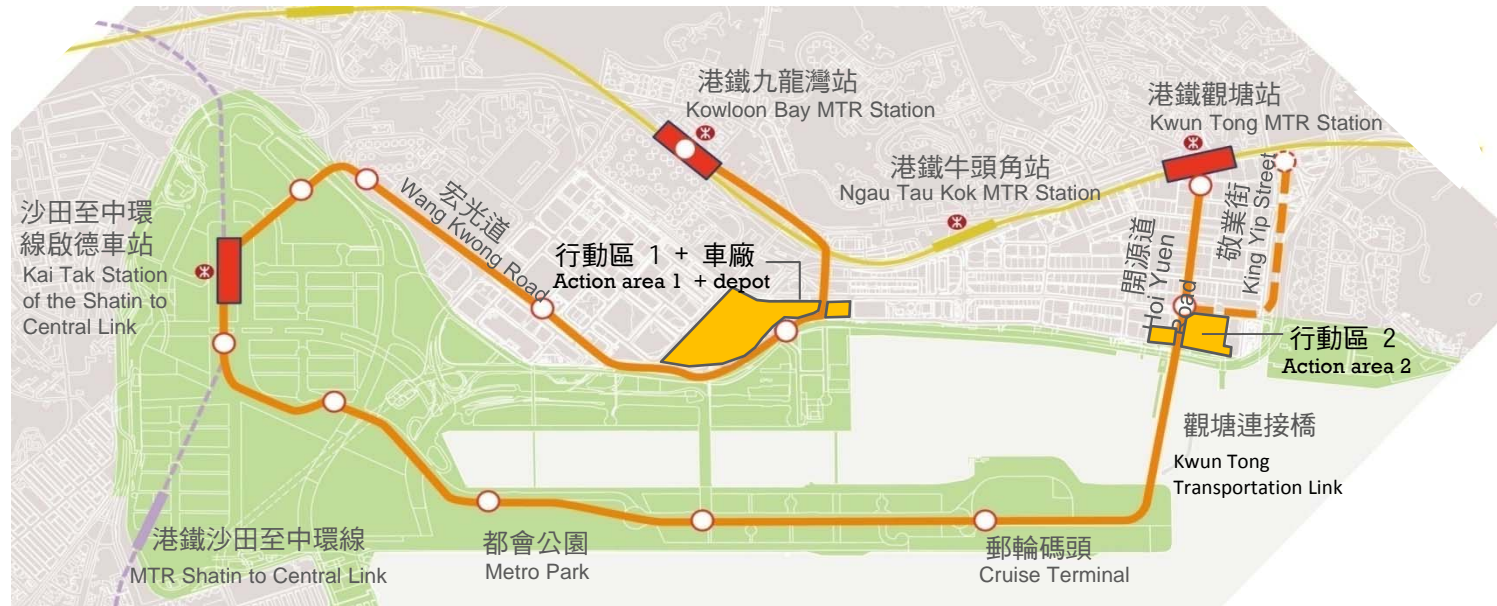 港鐵九龍灣站
Kowloon Bay MTR Station
港鐵觀塘站
Kwun Tong MTR Station
港鐵牛頭角站
Ngau Tau Kok MTR Station
沙田至中環
線啟德車站
Kai Tak Station
of the Shatin to
Central Link
宏光道
Wang Kwong Road
行動區 1 + 車廠
Action area 1 + depot
開源道
Hoi Yuen
Road
敬業街
King Yip Street
行動區 2
Action area 2
觀塘連接橋
Kwun Tong
Transportation Link
港鐵沙田至中環線
MTR Shatin to Central Link
都會公園
Metro Park
郵輪碼頭
Cruise Terminal